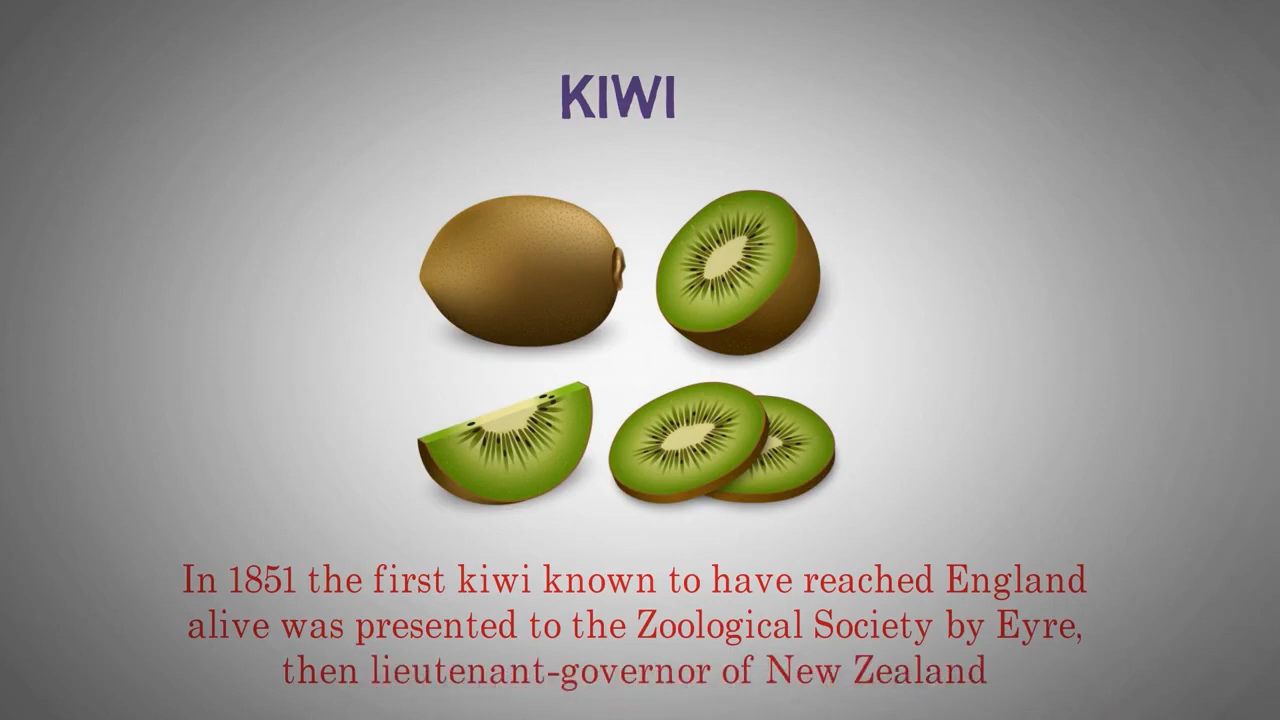 KIWI
In 1851 the first kiwi known to have reached England
alive was presented to the Zoological Society by Eyre,
then lieutenant-governor of New Zealand